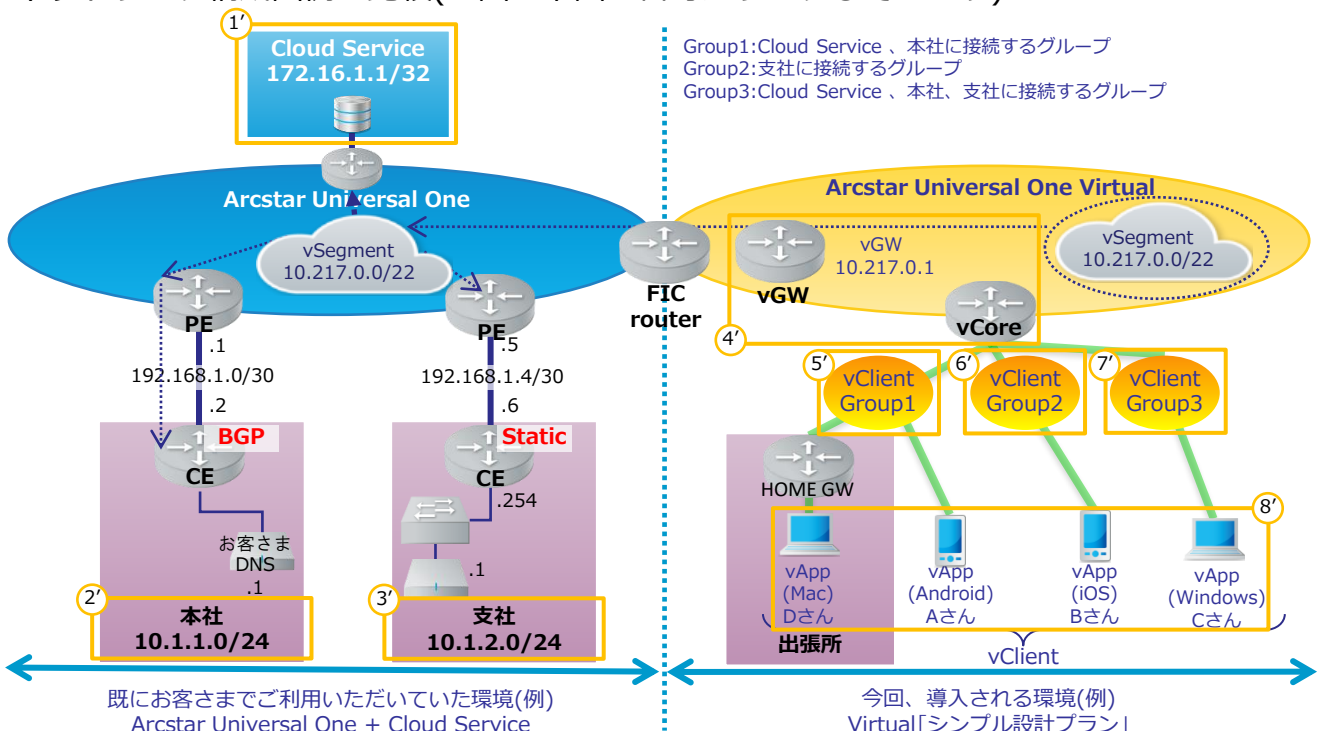 1′
Cloud Service
172.16.1.1/32
Group1:Cloud Service 、本社に接続するグループ
Group2:支社に接続するグループ
Group3:Cloud Service 、本社、支社に接続するグループ
Arcstar Universal One
Arcstar Universal One Virtual
vSegment
10.217.0.0/22
vGW
10.217.0.1
vSegment
10.217.0.0/22
PE
PE
FIC
router
vGW
vCore
4′
.1
192.168.1.0/30
.2
.5
192.168.1.4/30
.6
5′
vClient
Group1
6′
vClient
Group2
7′
vClient
Group3
BGP
CE
Static
CE
.254
HOME GW
8′
お客さま
DNS
.1
.1
vApp
(Mac)
Dさん
vApp
(Android)
Aさん
vApp
(iOS)
Bさん
vApp
(Windows)
Cさん
2′
本社
10.1.1.0/24
3′
支社
10.1.2.0/24
出張所
vClient
既にお客さまでご利用いただいていた環境(例)
Arcstar Universal One + Cloud Service
今回、導入される環境(例)
Virtual「シンプル設計プラン」